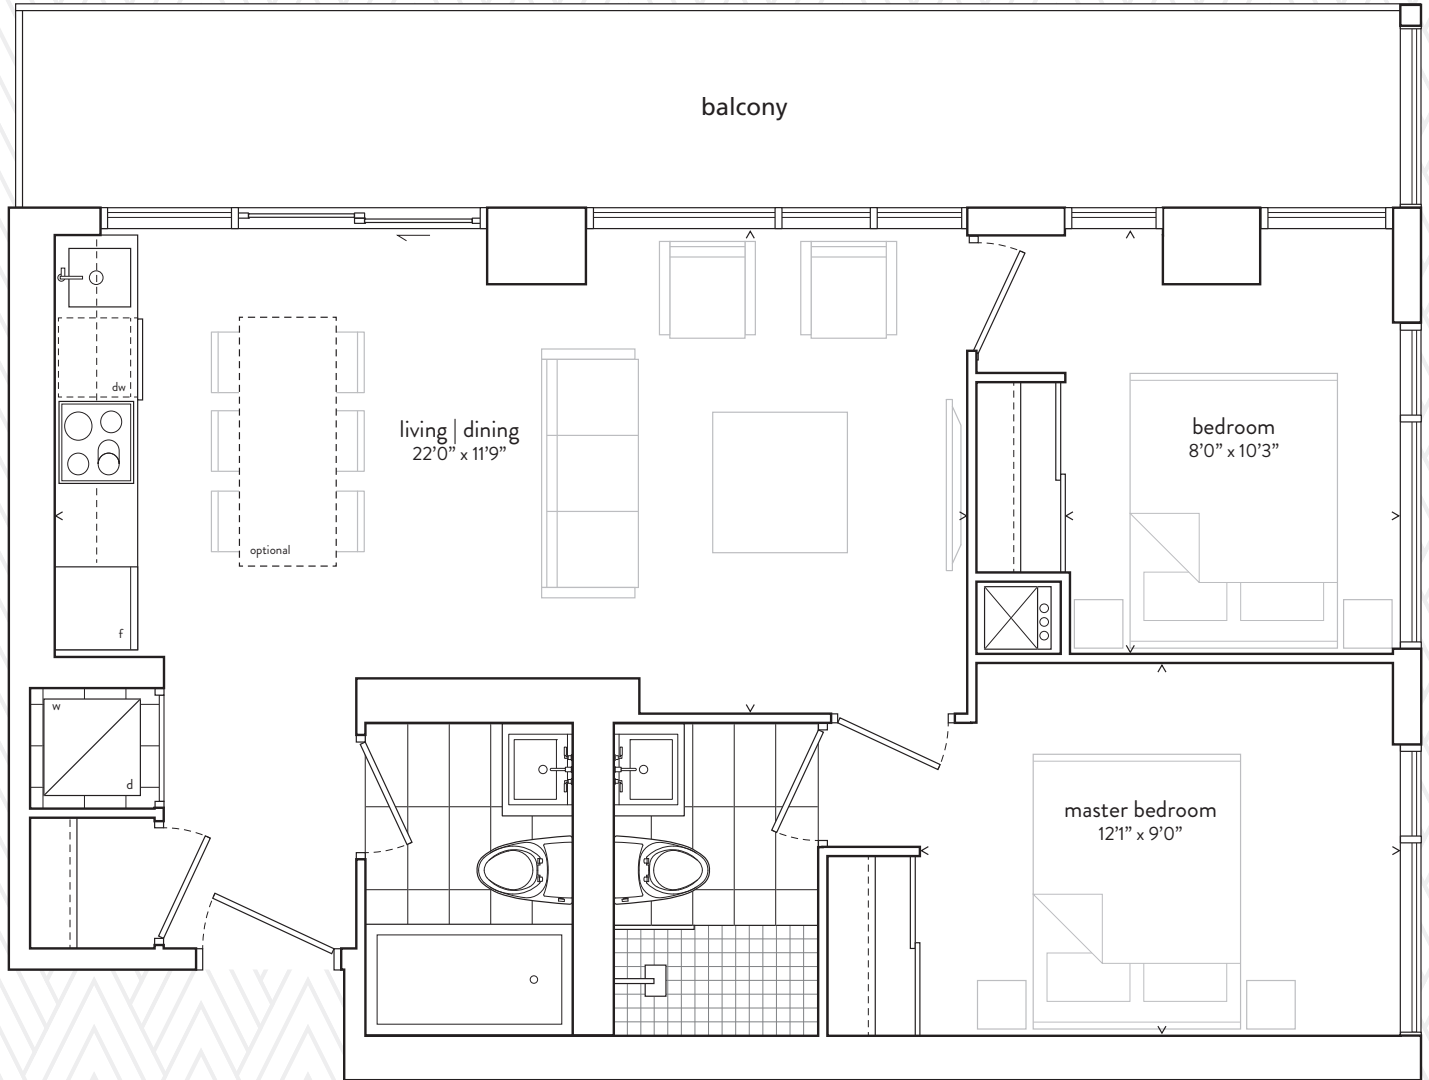 balcony
dw
living | dining
22’0” x 11’9”
bedroom
8’0” x 10’3”
optional
f
w
d
master bedroom
12’1” x 9’0”